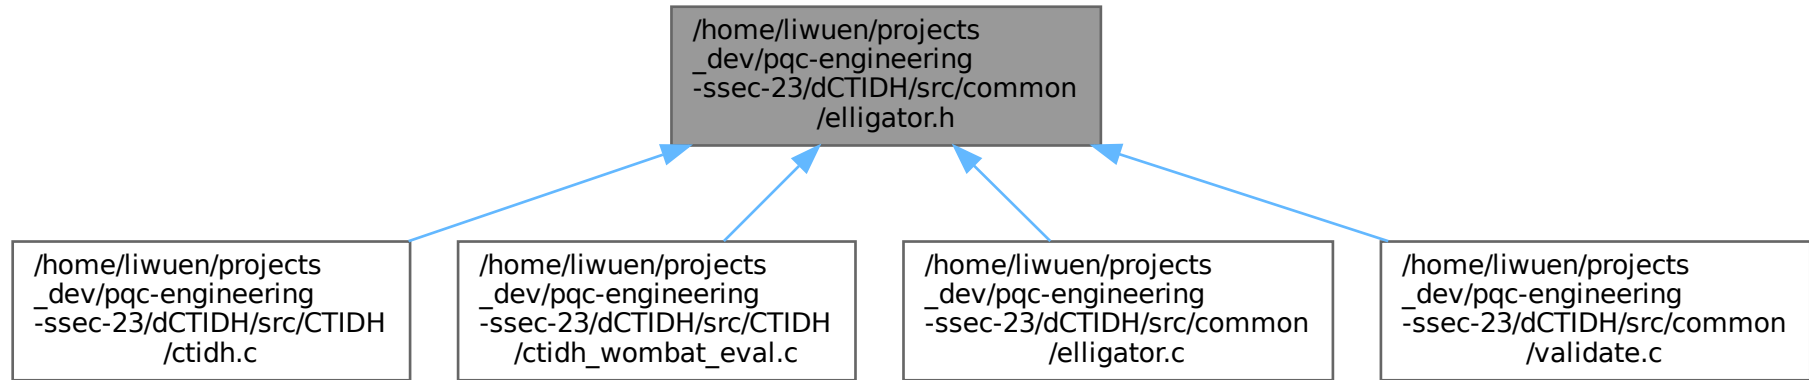 /home/liwuen/projects
_dev/pqc-engineering
-ssec-23/dCTIDH/src/common
/elligator.h
/home/liwuen/projects
_dev/pqc-engineering
-ssec-23/dCTIDH/src/CTIDH
/ctidh.c
/home/liwuen/projects
_dev/pqc-engineering
-ssec-23/dCTIDH/src/CTIDH
/ctidh_wombat_eval.c
/home/liwuen/projects
_dev/pqc-engineering
-ssec-23/dCTIDH/src/common
/elligator.c
/home/liwuen/projects
_dev/pqc-engineering
-ssec-23/dCTIDH/src/common
/validate.c